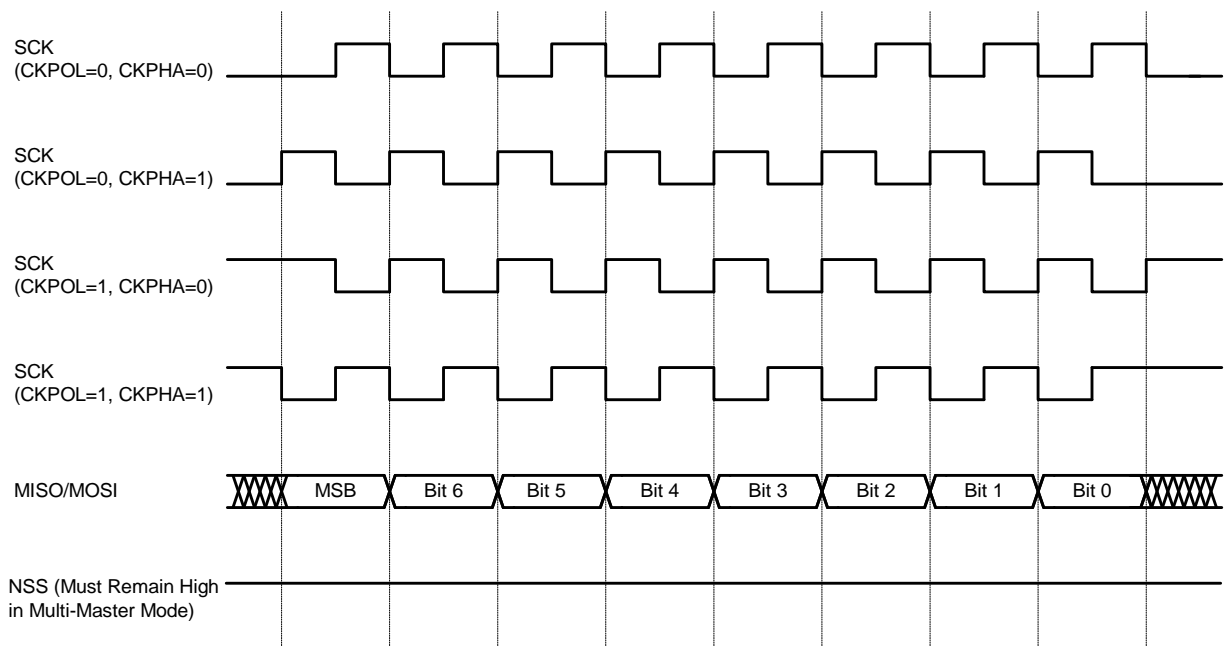 SCK
(CKPOL=0, CKPHA=0)
SCK
(CKPOL=0, CKPHA=1)
SCK
(CKPOL=1, CKPHA=0)
SCK
(CKPOL=1, CKPHA=1)
MISO/MOSI
MSB
Bit 6
Bit 5
Bit 4
Bit 3
Bit 2
Bit 1
Bit 0
NSS (Must Remain High
in Multi-Master Mode)